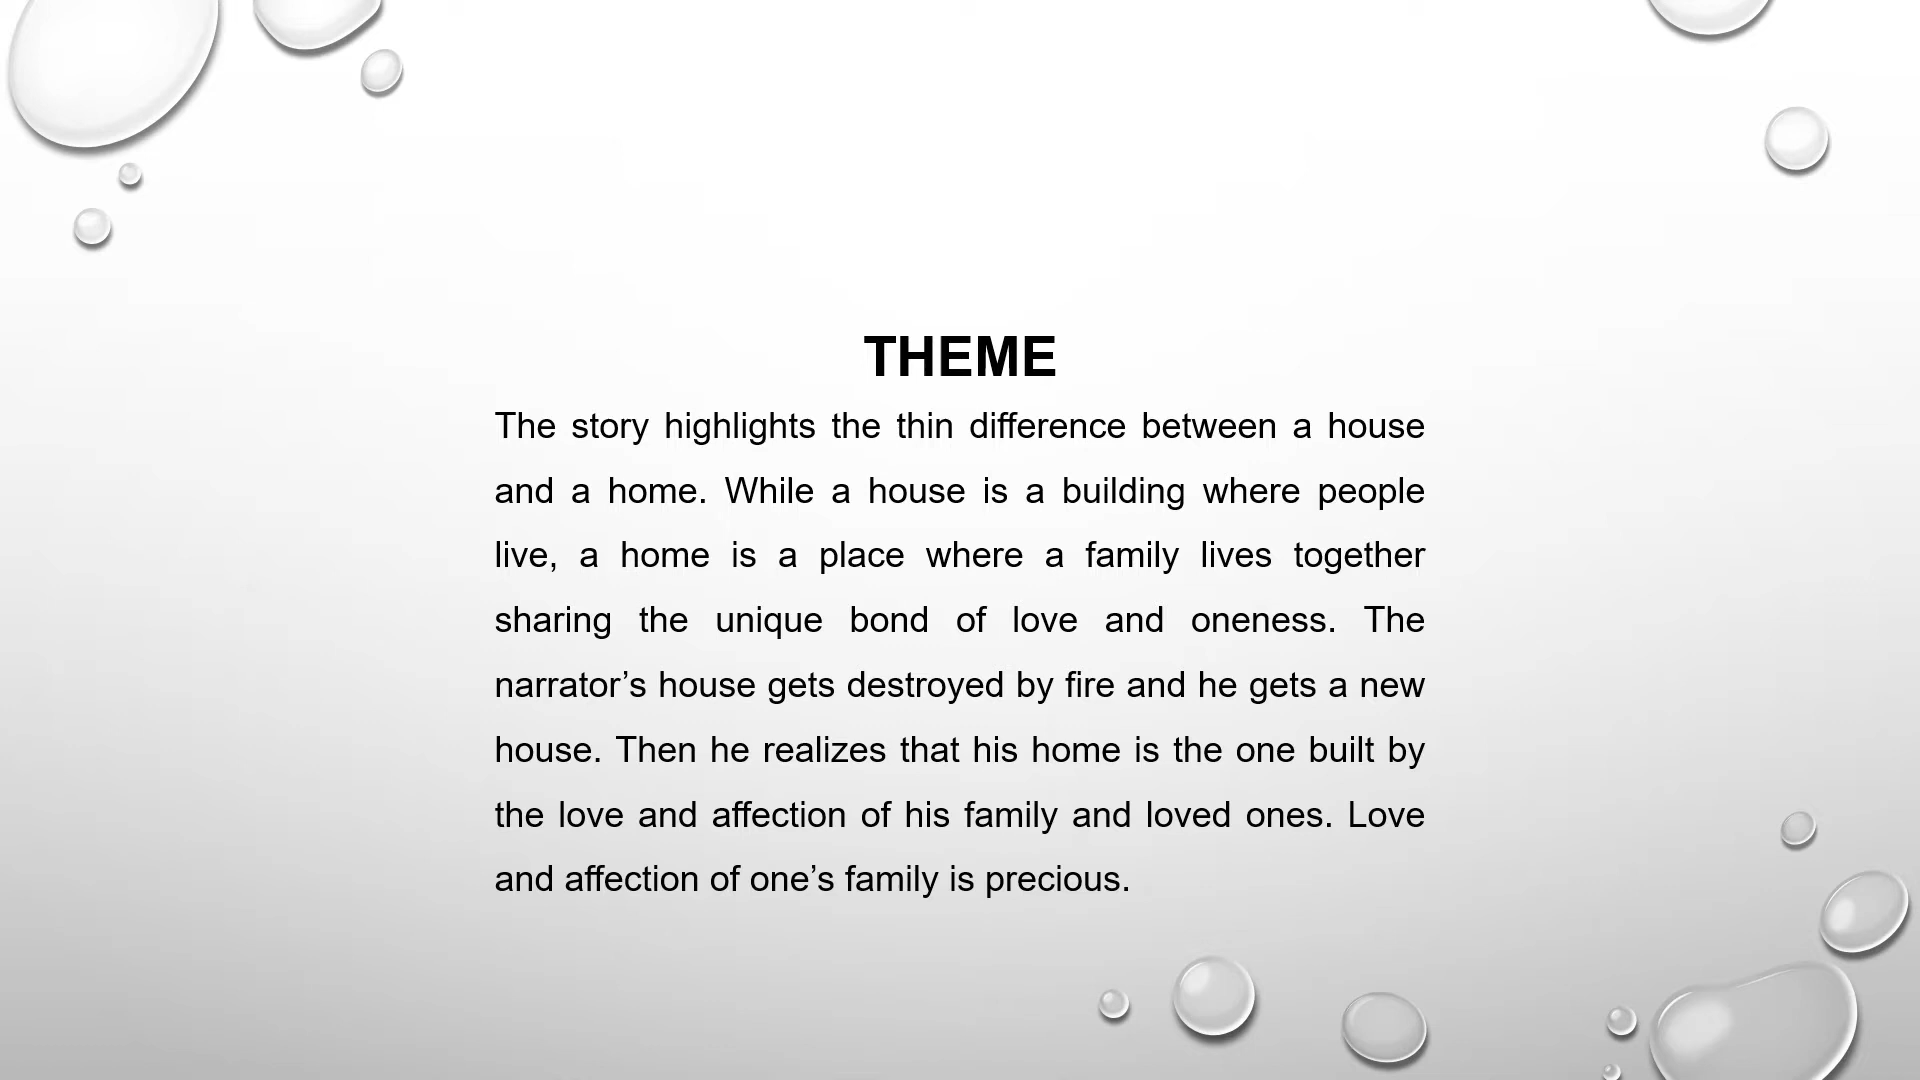 THEME
The story highlights the thin difference between a house
and a home. While a house is a building where people
live, a home is a place where a family lives together
sharing the unique bond of love and oneness. The
narrator’s house gets destroyed by fire and he gets a new
house. Then he realizes that his home is the one built by
the love and affection of his family and loved ones. Love
and affection of one’s family is precious.